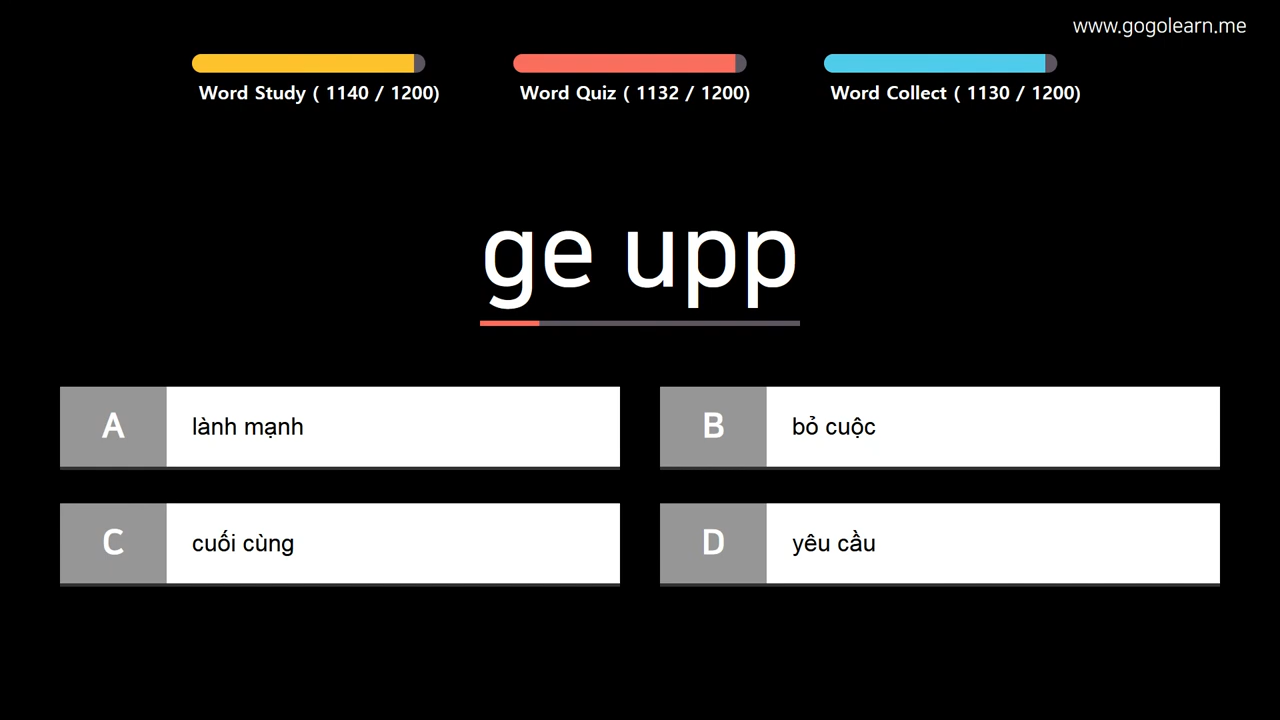 www.gogolearn.me
Word Study ( 1140 / 1200)
Word Quiz ( 1132 / 1200)
Word Collect ( 1130 / 1200)
ge upp
A
lành mạnh
B
bỏ cuộc
C
cuối cùng
D
yêu cầu